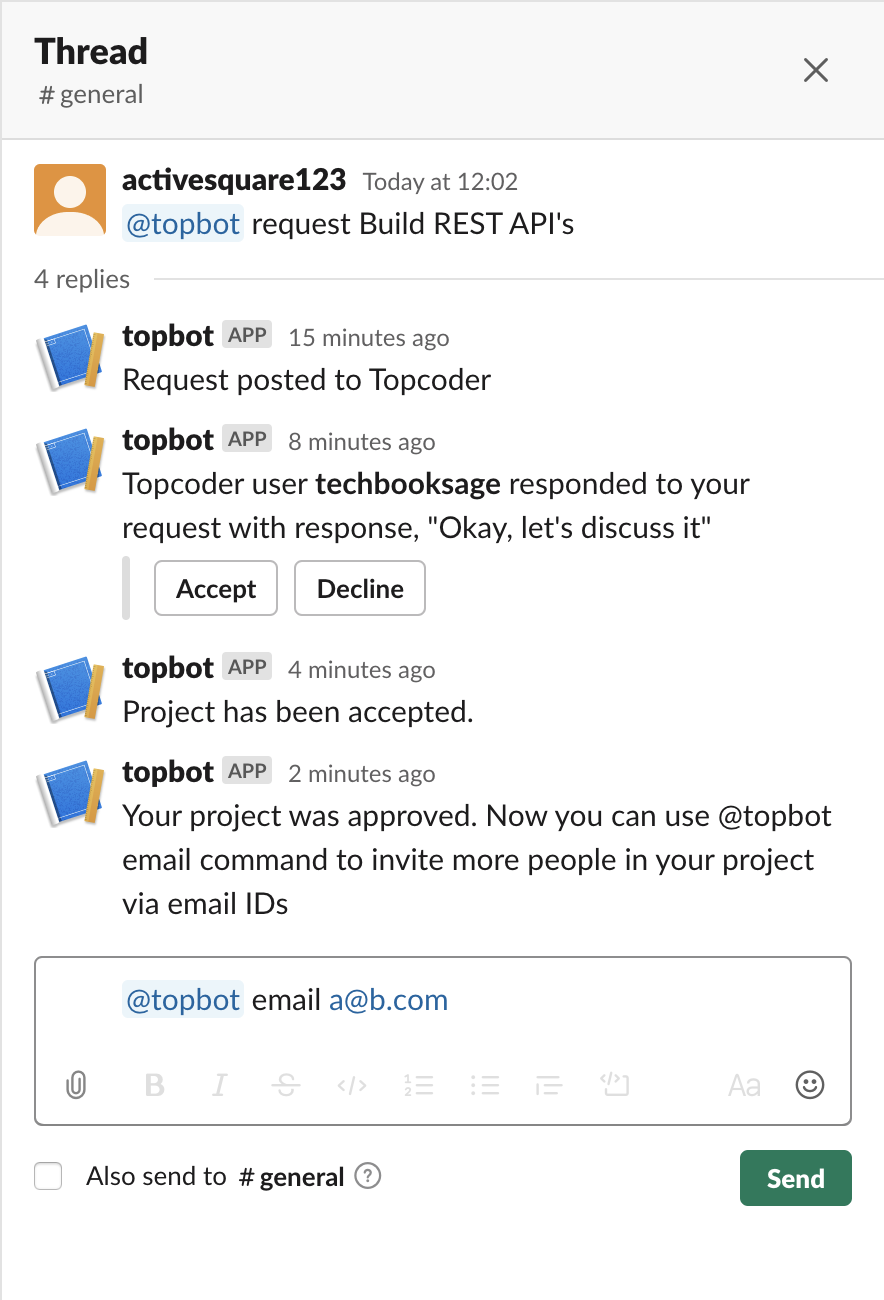 Thread
# general
activesquare123 Today at 12:02
@topbot request Build REST API's
4 replies
topbot APP 15 minutes ago
Request posted to Topcoder
topbot APP 8 minutes ago
Topcoder user techbooksage responded to your
request with response, "Okay, let's discuss it"
Accept Decline
topbot APP 4 minutes ago
Project has been accepted.
topbot APP 2 minutes ago
Your project was approved. Now you can use @topbot
email command to invite more people in your project
via email IDs
@topbot email a@b.com
B I S </> Aa
Also send to # general ?
Send